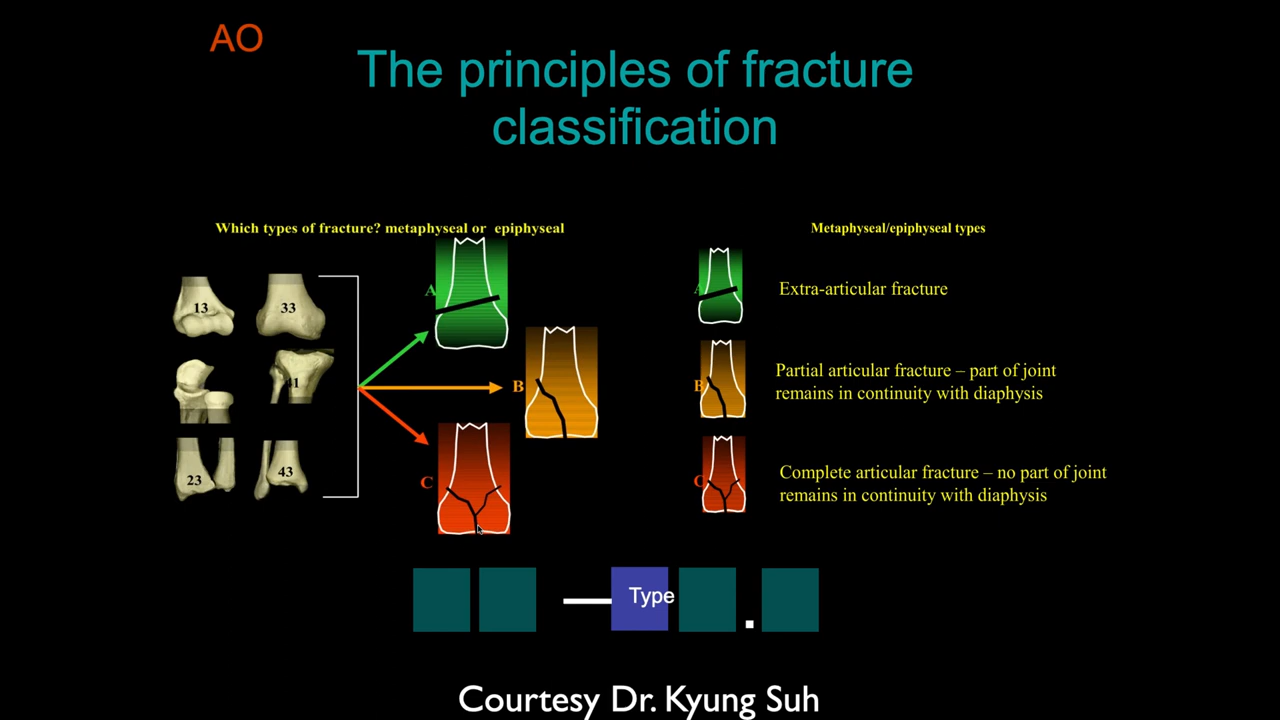 AO
The principles of fracture
classification
Which types of fracture? metaphyseal or epiphyseal
Metaphyseal/epiphyseal types
13
33
41
23
43
A
B
C
A
Extra-articular fracture
B
Partial articular fracture – part of joint
remains in continuity with diaphysis
C
Complete articular fracture – no part of joint
remains in continuity with diaphysis
— Type .
Courtesy Dr. Kyung Suh